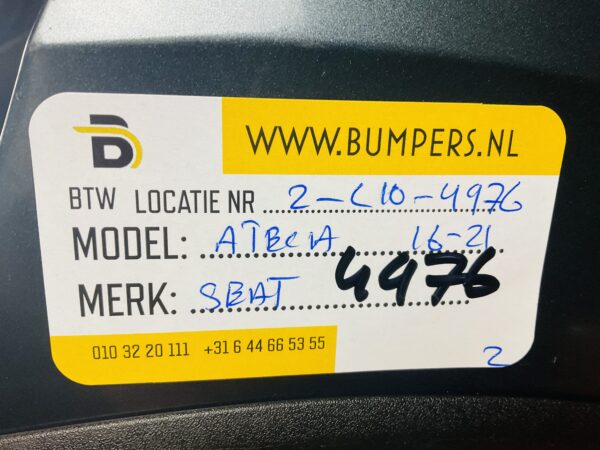 B
WWW.BUMPERS.NL
BTW LOCATIE NR 2-C10-4976
MODEL: ATECA 16-21
MERK: SEAT 4976
010 32 20 111 +31 6 44 66 53 55
2